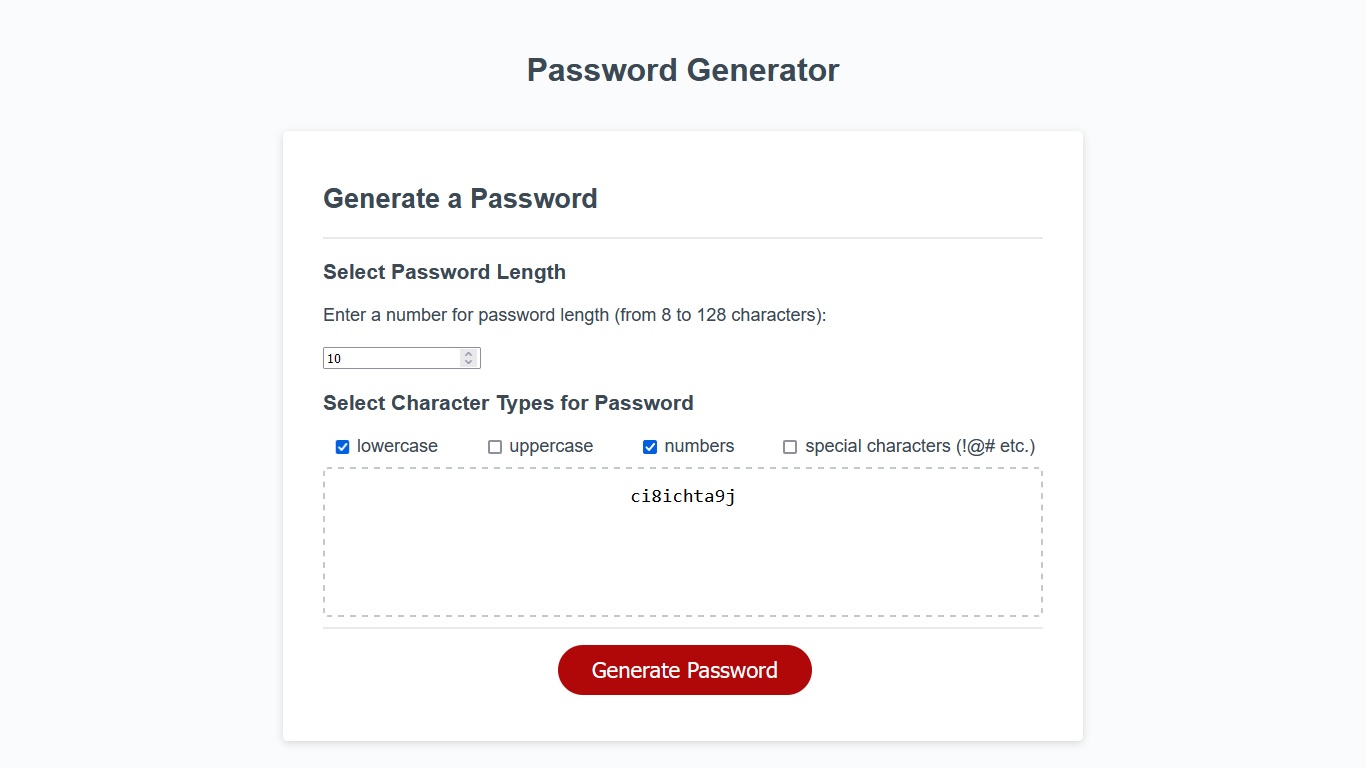 Password Generator
Generate a Password
Select Password Length
Enter a number for password length (from 8 to 128 characters):
10
Select Character Types for Password
lowercase uppercase numbers special characters (!@# etc.)
ci8ichta9j
Generate Password